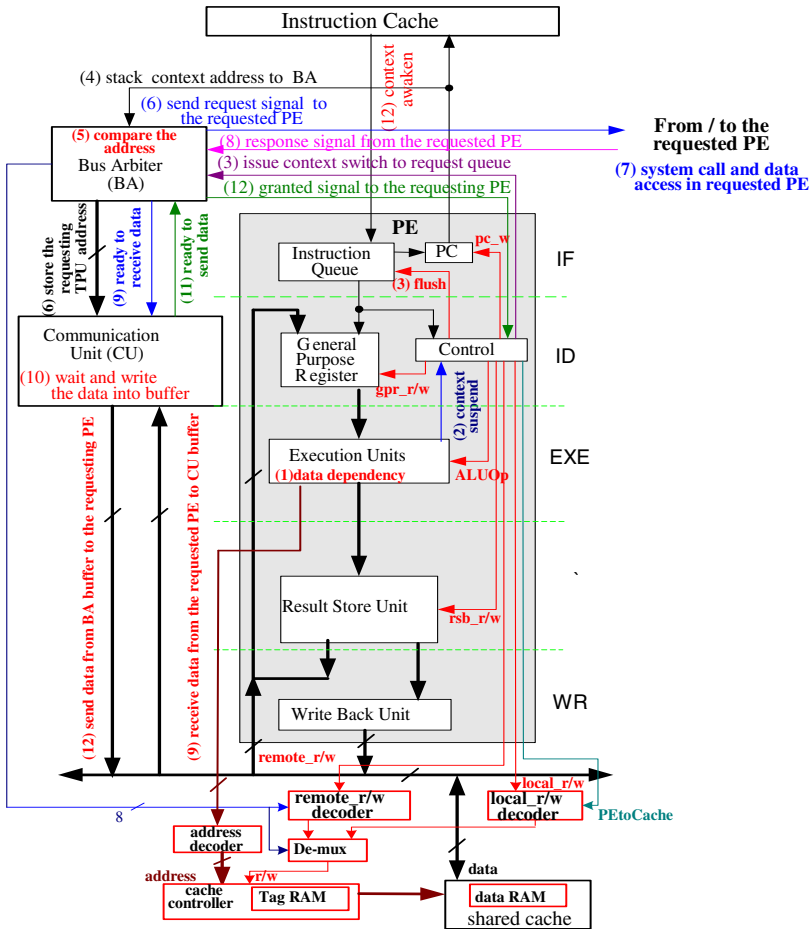 Instruction Cache
(4) stack context address to BA
(12) context
awaken
(6) send request signal to
the requested PE
(5) compare the
address
Bus Arbiter
(BA)
(8) response signal from the requested PE
(3) issue context switch to request queue
(12) granted signal to the requesting PE
From / to the
requested PE
(7) system call and data
access in requested PE
(6) store the
requesting
TPU address
(9) ready to
receive data
(11) ready to
send data
PE
Instruction
Queue
PC
pc_w
IF
(3) flush
Communication
Unit (CU)
(10) wait and write
the data into buffer
General
Purpose
Register
Control
ID
gpr_r/w
(2) context
suspend
Execution Units
(1)data dependency
ALUOp
EXE
(12) send data from BA buffer to the requesting PE
(9) receive data from the requested PE to CU buffer
Result Store Unit
rsb_r/w
`
Write Back Unit
WR
remote_r/w
local_r/w
remote_r/w
decoder
local_r/w
decoder
PEtoCache
8
address
decoder
De-mux
address
r/w
data
cache
controller
Tag RAM
data RAM
shared cache